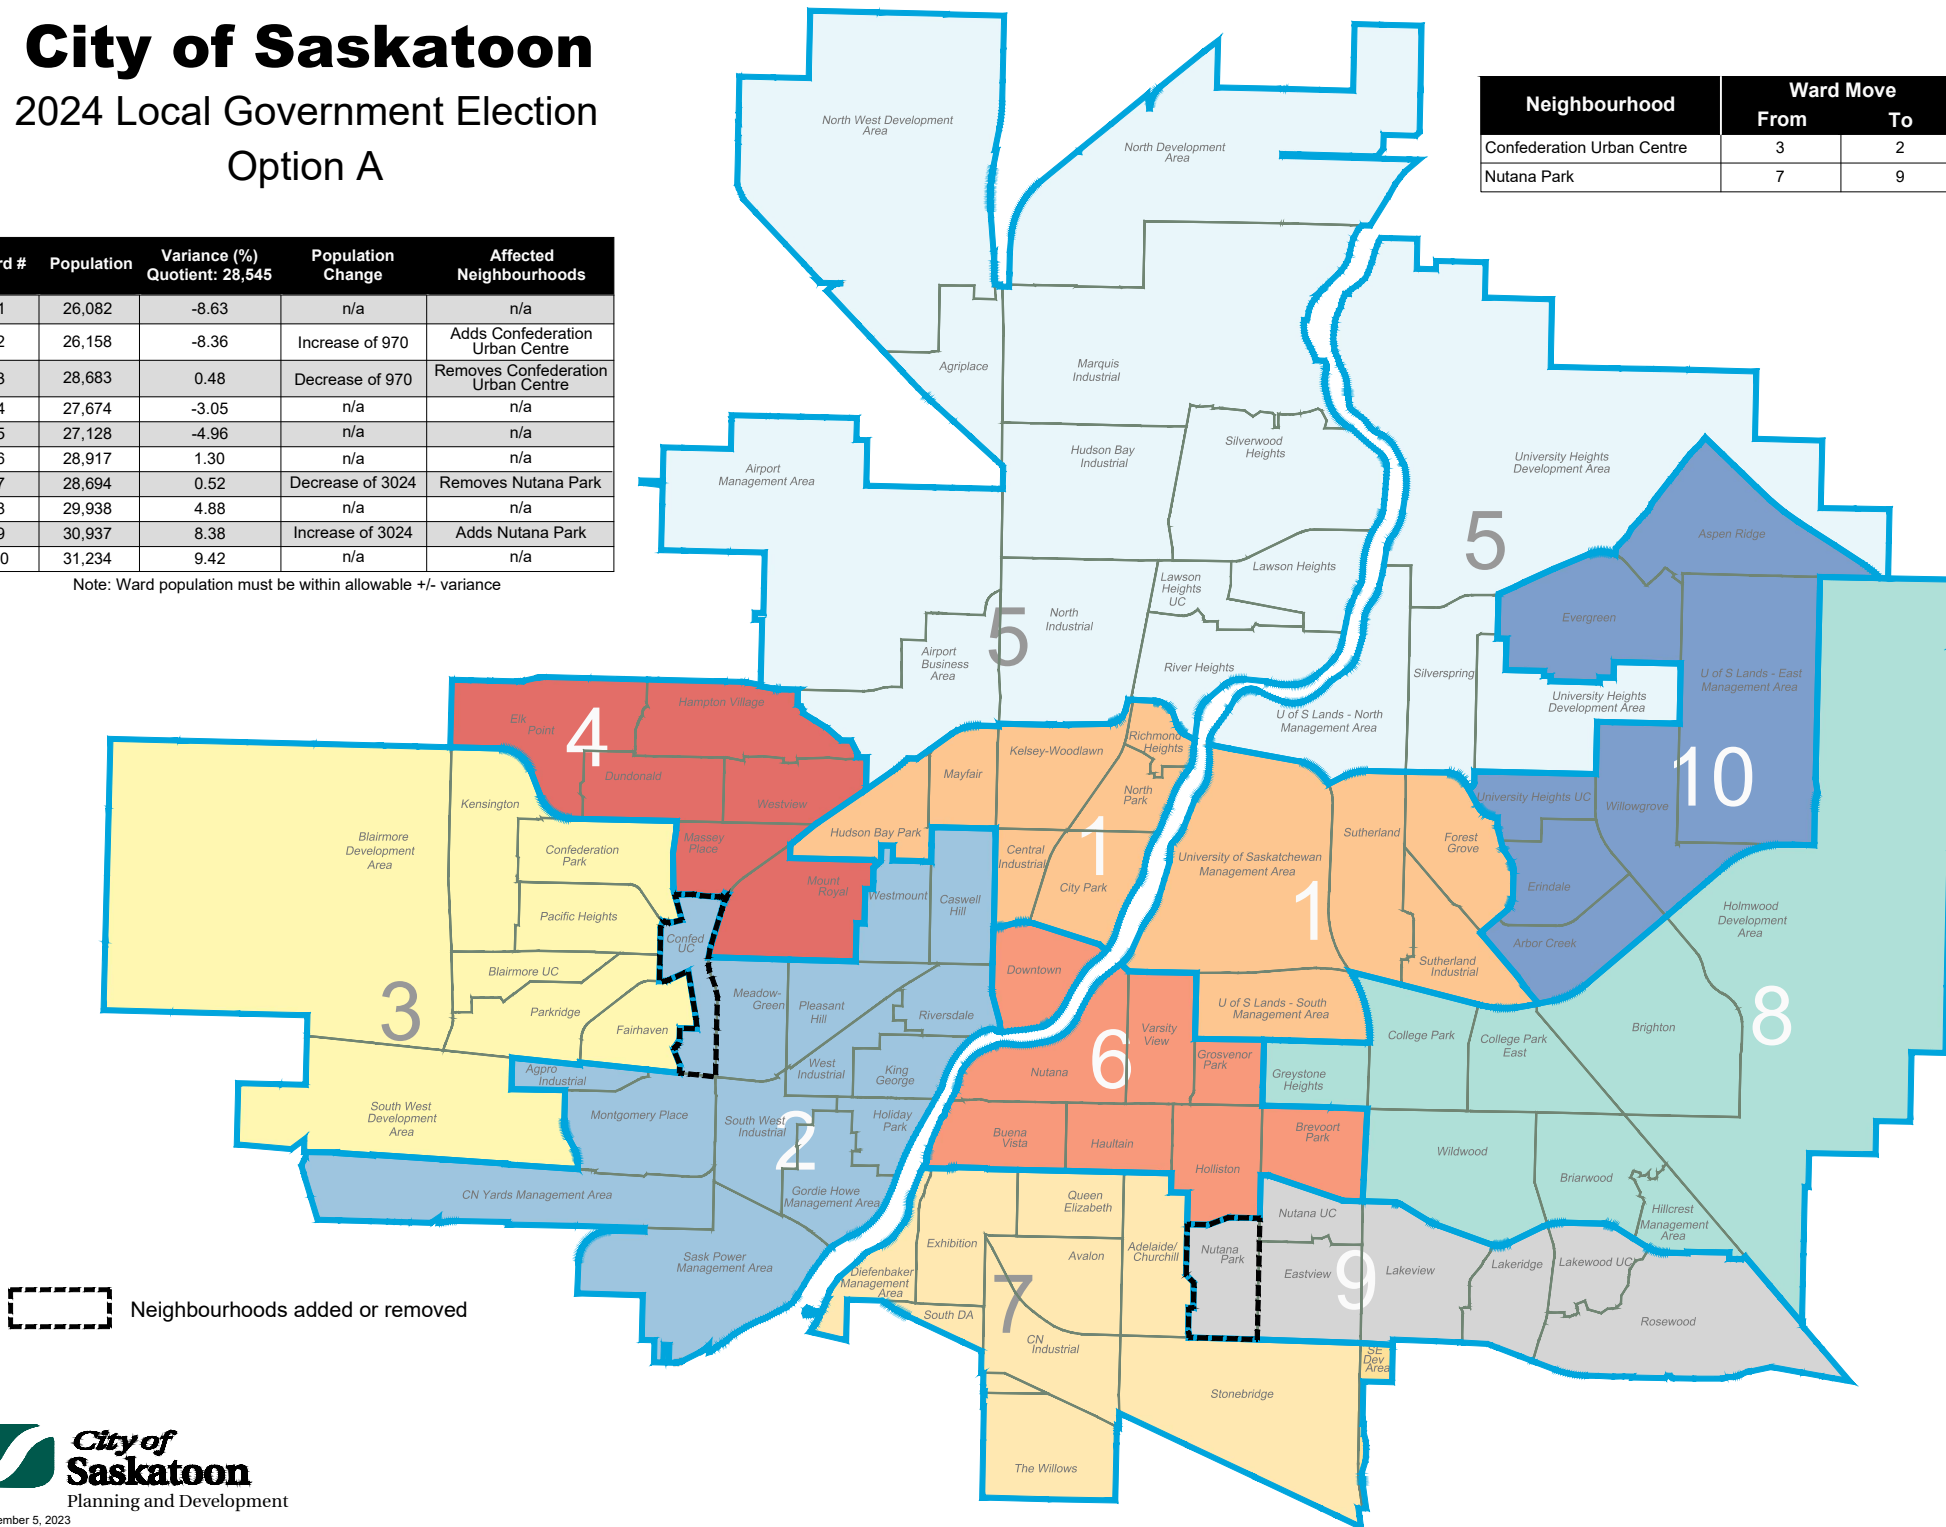 City of Saskatoon
2024 Local Government Election
Option A
Neighbourhood Ward Move
From To
Confederation Urban Centre 3 2
Nutana Park 7 9
rd # Population Variance (%) Quotient: 28,545 Population Change Affected Neighbourhoods
1 26,082 -8.63 n/a n/a
2 26,158 -8.36 Increase of 970 Adds Confederation Urban Centre
3 28,683 0.48 Decrease of 970 Removes Confederation Urban Centre
4 27,674 -3.05 n/a n/a
5 27,128 -4.96 n/a n/a
6 28,917 1.30 n/a n/a
7 28,694 0.52 Decrease of 3024 Removes Nutana Park
8 29,938 4.88 n/a n/a
9 30,937 8.38 Increase of 3024 Adds Nutana Park
0 31,234 9.42 n/a n/a
Note: Ward population must be within allowable +/- variance
North West Development
Area
North Development
Area
Agriplace
Marquis
Industrial
Airport
Management Area
Hudson Bay
Industrial
Silverwood
Heights
University Heights
Development Area
5
Aspen Ridge
Lawson
Heights
UC
Lawson Heights
North
Industrial
5
Airport
Business
Area
River Heights
Evergreen
Silverspring
University Heights
Development Area
U of S Lands - East
Management Area
U of S Lands - North
Management Area
Elk
Point
4
Hampton Village
Dundonald
Westview
Massey
Place
Mount
Royal
Kelsey-Woodlawn
Richmond
Heights
Mayfair
North
Park
Hudson Bay Park
Central
Industrial
1
City Park
University of Saskatchewan
Management Area
1
Sutherland
Forest
Grove
Sutherland
Industrial
U of S Lands - South
Management Area
University Heights UC
Willowgrove
10
Erindale
Arbor Creek
Holmwood
Development
Area
Kensington
Blairmore
Development
Area
Confederation
Park
Pacific Heights
Blairmore UC
Parkridge
Fairhaven
3
South West
Development
Area
Confed
UC
Westmount
Caswell
Hill
Meadow-
Green
Pleasant
Hill
Riversdale
West
Industrial
King
George
Agpro
Industrial
Montgomery Place
South West
Industrial
2
Holiday
Park
Gordie Howe
Management Area
CN Yards Management Area
Sask Power
Management Area
Downtown
Varsity
View
Nutana
6
Grosvenor
Park
Buena
Vista
Haultain
Holliston
Brevoort
Park
Greystone
Heights
College Park
College Park
East
Brighton
8
Wildwood
Briarwood
Hillcrest
Management
Area
Queen
Elizabeth
Exhibition
Avalon
Adelaide/
Churchill
Diefenbaker
Management
Area
South DA
7
CN
Industrial
The Willows
Stonebridge
SE
Dev
Area
Nutana UC
Nutana
Park
Eastview
9
Lakeview
Lakeridge
Lakewood UC
Rosewood
Neighbourhoods added or removed
City of
Saskatoon
Planning and Development
ember 5, 2023